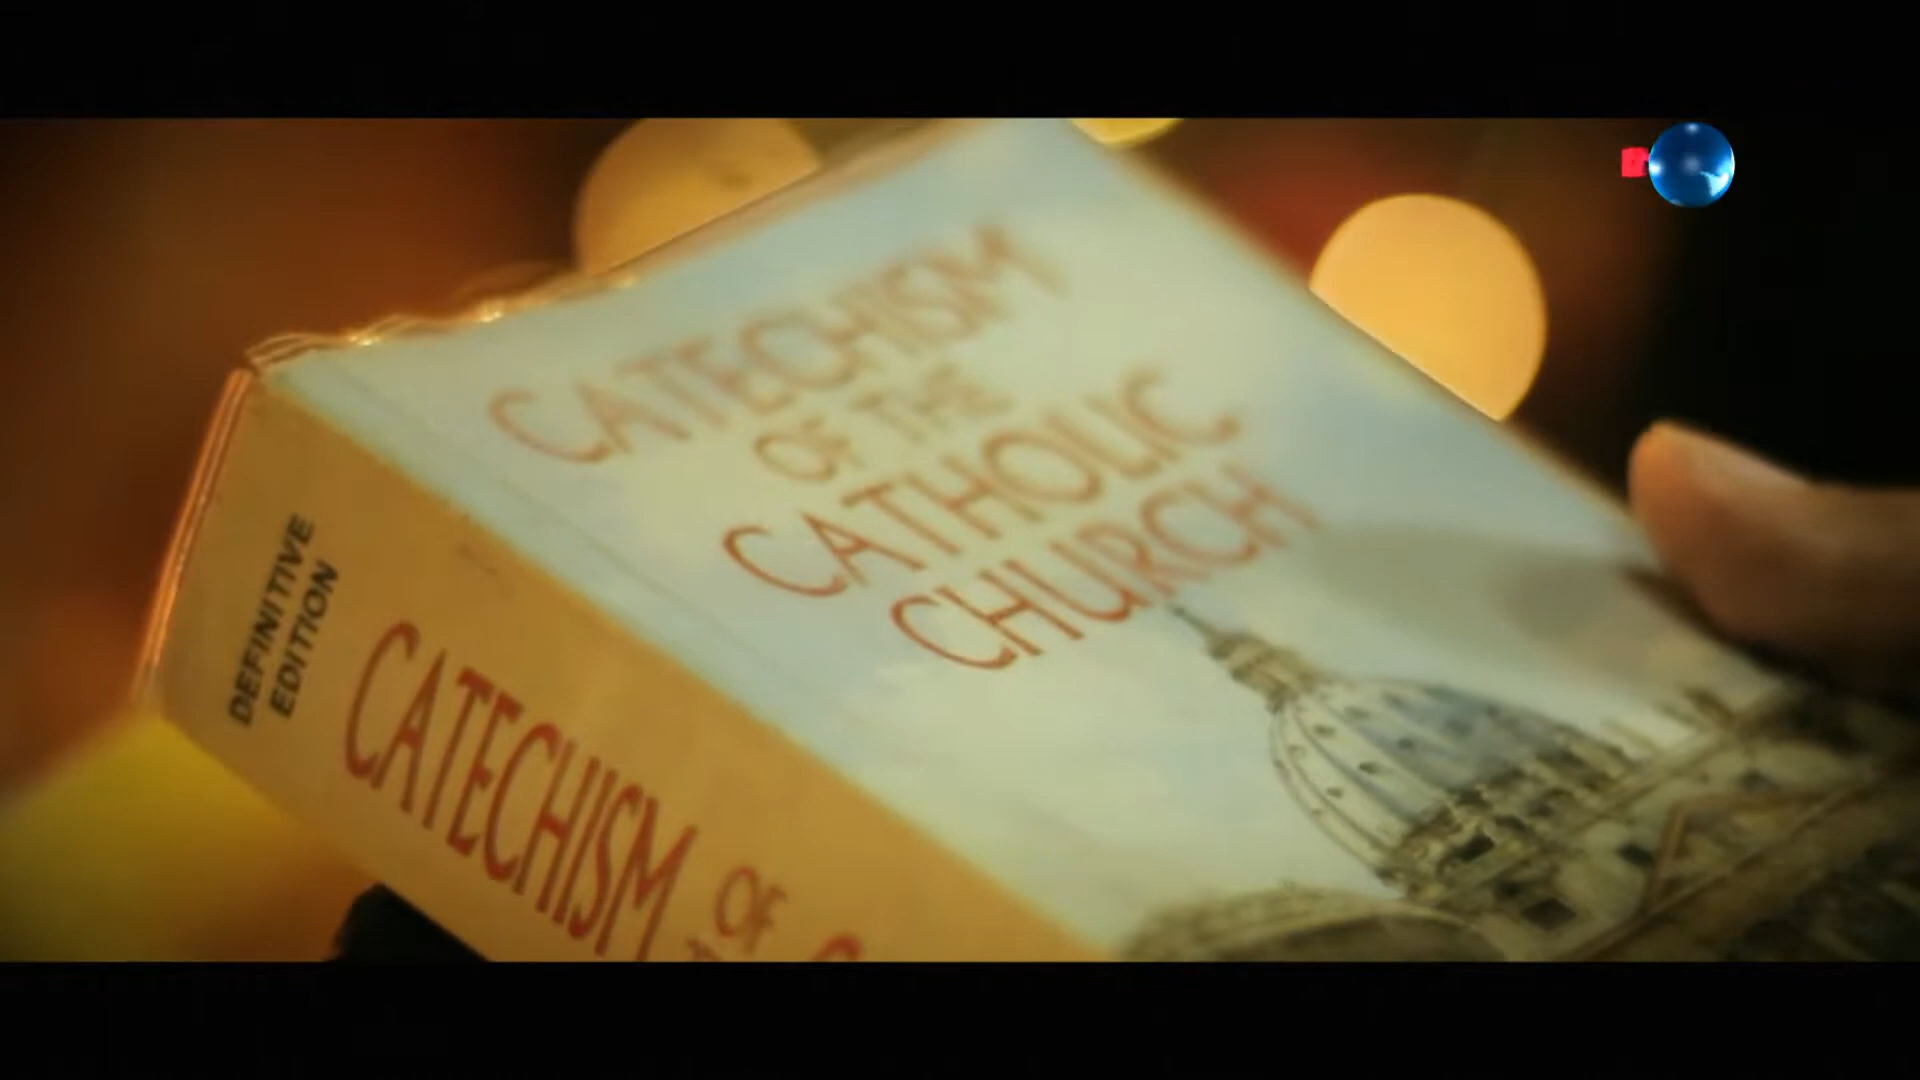 CATECHISM
OF THE
CATHOLIC
CHURCH
DEFINITIVE
EDITION
CATECHISM
OF